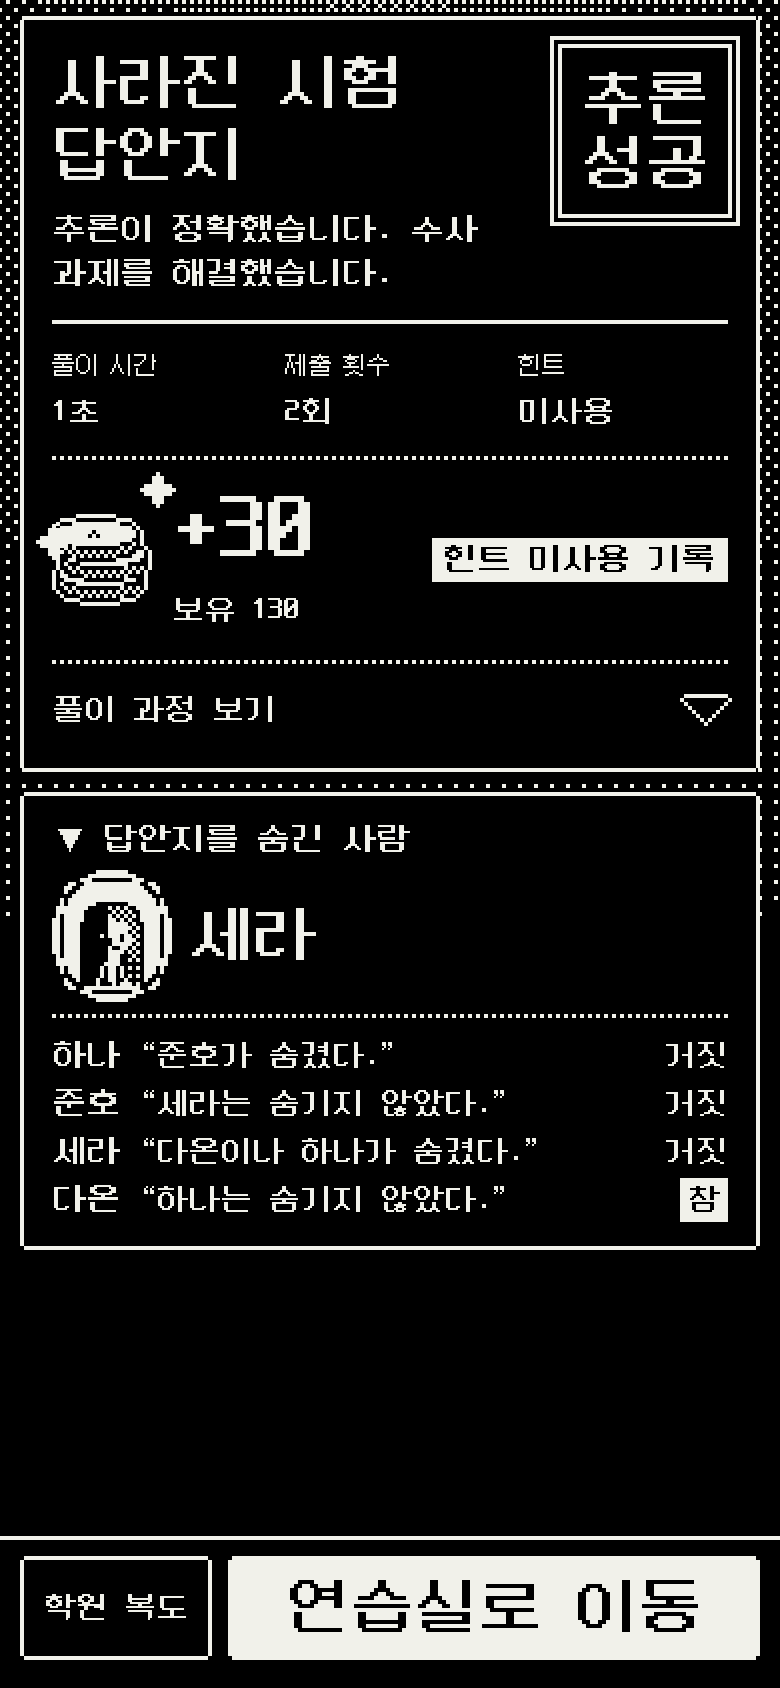 사라진 시험
답안지
추론
성공
추론이 정확했습니다. 수사
과제를 해결했습니다.
풀이 시간 제출 횟수 힌트
1초 2회 미사용
+30
힌트 미사용 기록
보유 130
풀이 과정 보기
▼ 답안지를 숨긴 사람
세라
하나 “준호가 숨겼다.” 거짓
준호 “세라는 숨기지 않았다.” 거짓
세라 “다온이나 하나가 숨겼다.” 거짓
다온 “하나는 숨기지 않았다.” 참
학원 복도 연습실로 이동